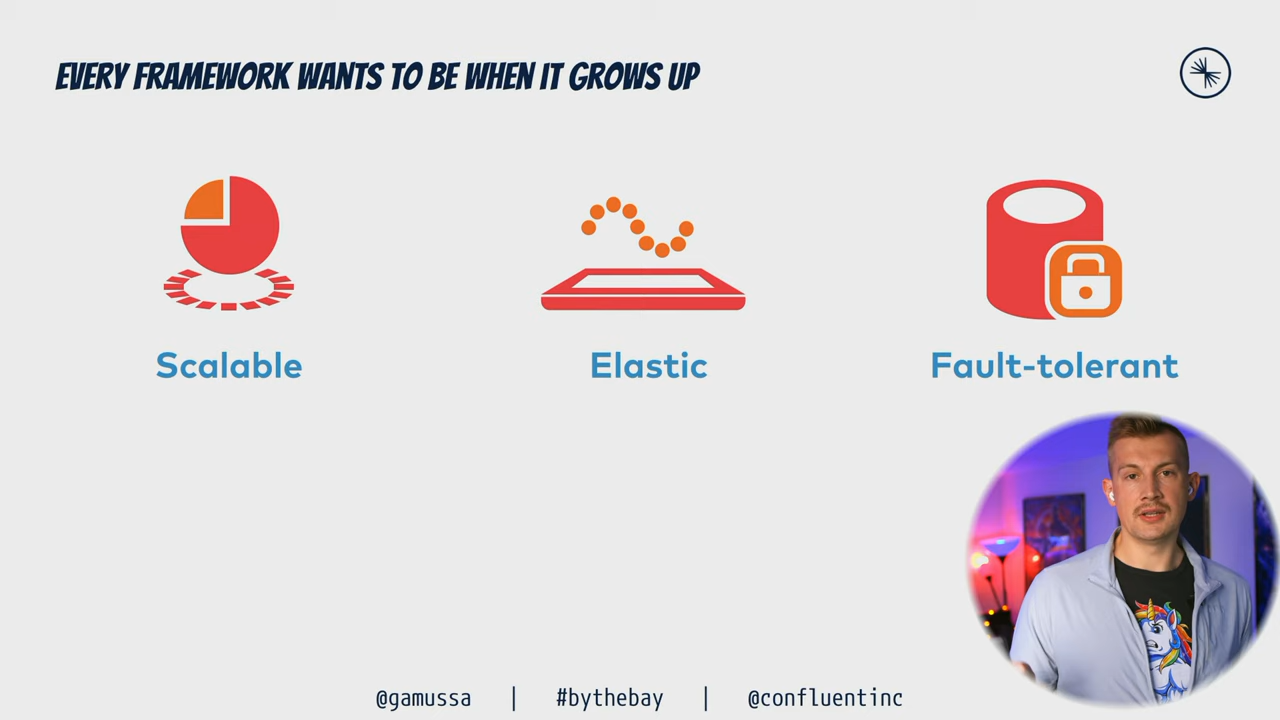 EVERY FRAMEWORK WANTS TO BE WHEN IT GROWS UP
Scalable
Elastic
Fault-tolerant
@gamussa | #bythebay | @confluentinc